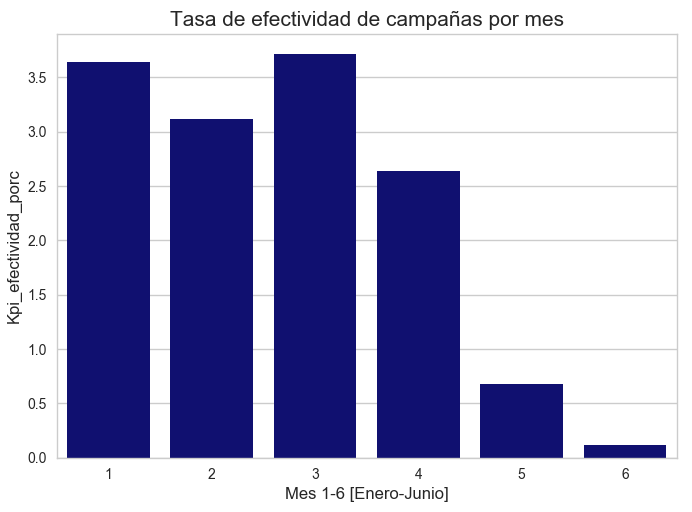 Tasa de efectividad de campañas por mes
Kpi_efectividad_porc
3.5
3.0
2.5
2.0
1.5
1.0
0.5
0.0
1 2 3 4 5 6
Mes 1-6 [Enero-Junio]